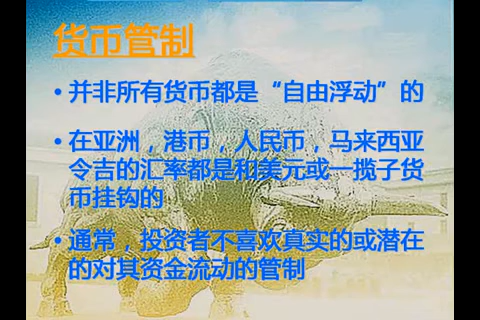 货币管制
• 并非所有货币都是“自由浮动”的
• 在亚洲，港币，人民币，马来西亚
令吉的汇率都是和美元或一揽子货
币挂钩的
• 通常，投资者不喜欢真实的或潜在
的对其资金流动的管制